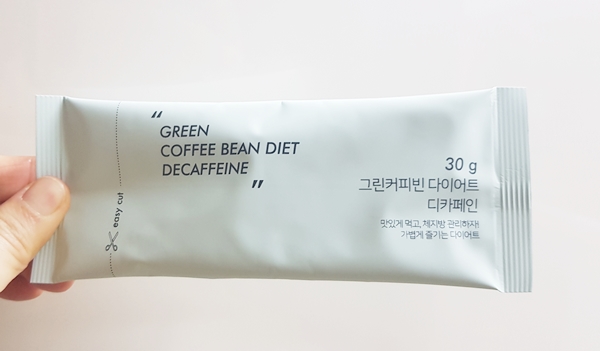 easy cut
“
GREEN
COFFEE BEAN DIET
DECAFFEINE
”
30 g
그린커피빈 다이어트
디카페인
맛있게 먹고, 체지방 관리하자!
가볍게 즐기는 다이어트